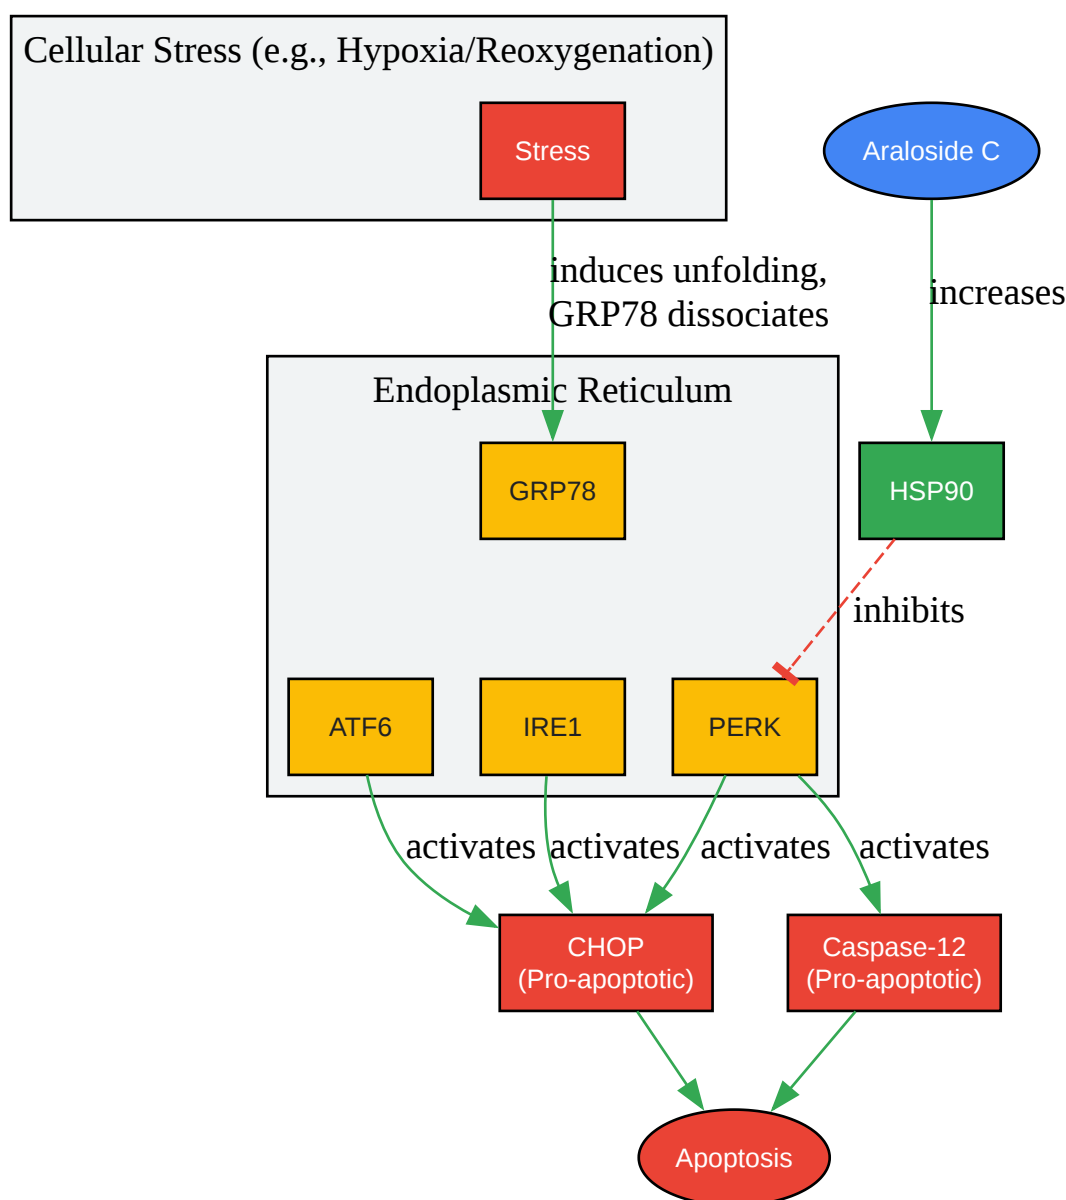 Cellular Stress (e.g., Hypoxia/Reoxygenation)
Stress
Araloside C
induces unfolding,
GRP78 dissociates
increases
Endoplasmic Reticulum
GRP78
HSP90
inhibits
ATF6
IRE1
PERK
activates
activates
activates
activates
CHOP
(Pro-apoptotic)
Caspase-12
(Pro-apoptotic)
Apoptosis